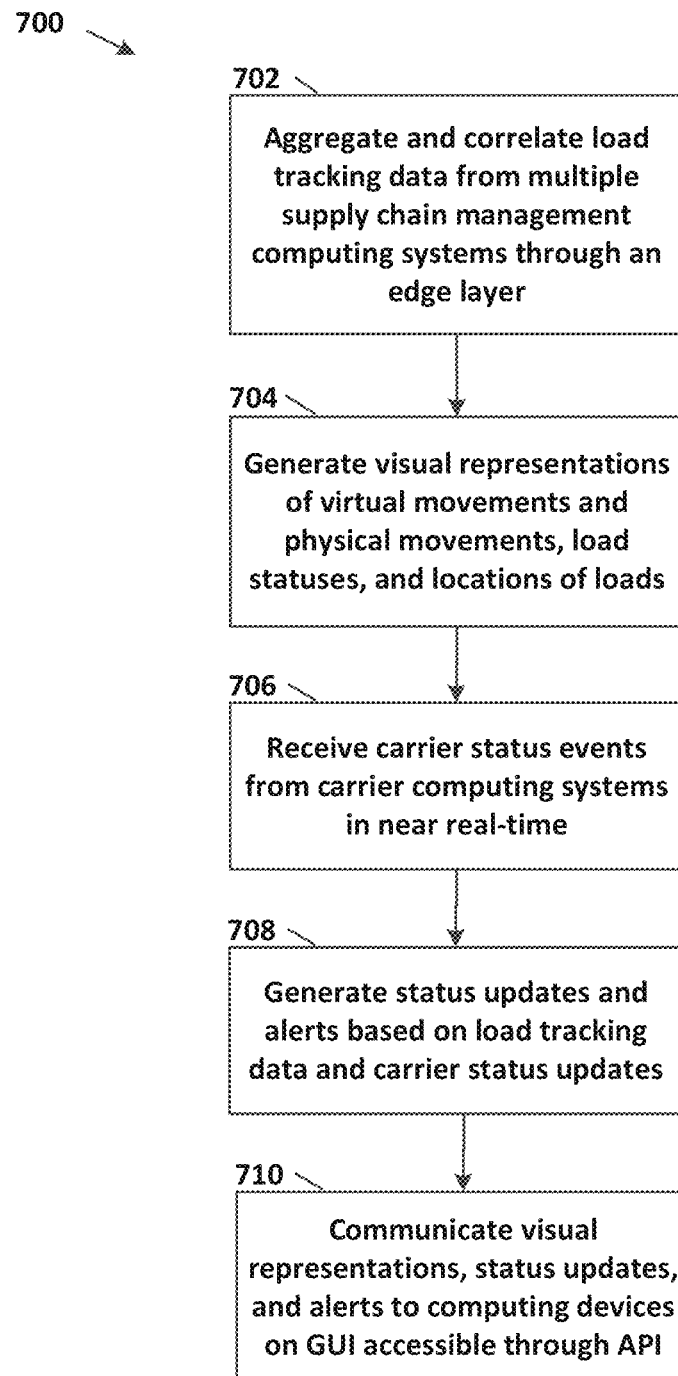 700
702
Aggregate and correlate load
tracking data from multiple
supply chain management
computing systems through an
edge layer
704
Generate visual representations
of virtual movements and
physical movements, load
statuses, and locations of loads
706
Receive carrier status events
from carrier computing systems
in near real-time
708
Generate status updates and
alerts based on load tracking
data and carrier status updates
710
Communicate visual
representations, status updates,
and alerts to computing devices
on GUI accessible through API